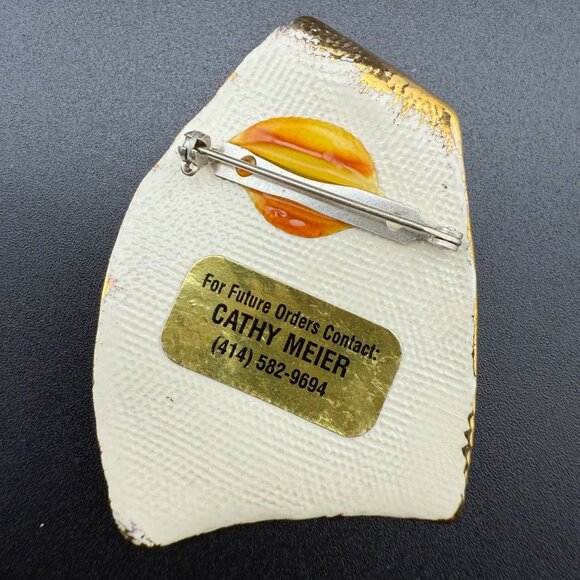 For Future Orders Contact:
CATHY MEIER
(414) 582-9694